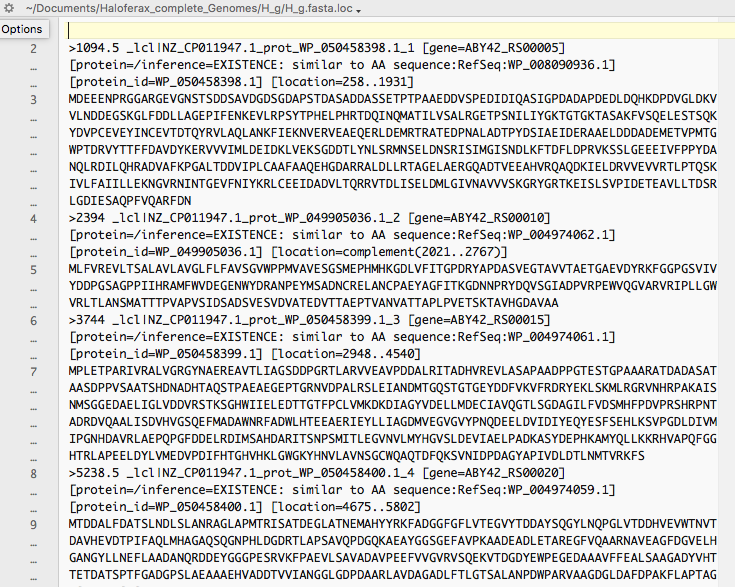 ~/Documents/Haloferax_complete_Genomes/H_g/H_g.fasta.loc
Options
2 >1094.5 _lcl|NZ_CP011947.1_prot_WP_050458398.1_1 [gene=ABY42_RS00005]
… [protein=/inference=EXISTENCE: similar to AA sequence:RefSeq:WP_008090936.1]
… [protein_id=WP_050458398.1] [location=258..1931]
3 MDEEENPRGGARGEVGNSTSDDSAVDGDSGDAPSTDASADDASSETPTPAAEDDVSPEDIDIQASIGPDADAPDEDLDQHKDPDVGLDKV
… VLNDDEGSKGLFDDLLAGEPIFENKEVLRPSYTPHELPHRTDQINQMATILVSALRGETPSNILIYGKTGTGKTASAKFVSQELESTSQK
… YDVPCEVEYINCEVTDTQYRVLAQLANKFIEKNVERVEAEQERLDEMRTRATEDPNALADTPYDSIAEIDERAAELDDDADEMETVPMTG
… WPTDRVYTTFFDAVDYKERVVVIMLDEIDKLVEKSGDDTLYNLSRMNSELDNSRISIMGISNDLKFTDFLDPRVKSSLGEEEIVFPPYDA
… NQLRDILQHRADVAFKPGALTDDVIPLCAAFAAQEHGDARRALDLLRTAGELAERGQADTVEEAHVRQAQDKIELDRVVEVVRTLPTQSK
… IVLFAIILLEKNGVRNINTGEVFNIYKRLCEEIDADVLTQRRVTDLISELDMLGIVNAVVVSKGRYGRTKEISLSVPIDETEAVLLTDSR
… LGDIESAQPFVQARFDN
4 >2394 _lcl|NZ_CP011947.1_prot_WP_049905036.1_2 [gene=ABY42_RS00010]
… [protein=/inference=EXISTENCE: similar to AA sequence:RefSeq:WP_004974062.1]
… [protein_id=WP_049905036.1] [location=complement(2021..2767)]
5 MLFVREVLTSALAVLAVGLFLFAVSGVWPPMVAVESGSMEPHMHKGDLVFITGPDRYAPDASVEGTAVVTAETGAEVDYRKFGGPGSVIV
… YDDPGSAGPPIIHRAMFWVDEGENWYDRANPEYMSADNCRELANCPAEYAGFITKGDNNPRYDQVSGIADPVRPEWVQGVARVRIPLLGW
… VRLTLANSMATTTPVAPVSIDSADSVESVDVATEDVTTAEPTVANVATTAPLPVETSKTAVHGDAVAA
6 >3744 _lcl|NZ_CP011947.1_prot_WP_050458399.1_3 [gene=ABY42_RS00015]
… [protein=/inference=EXISTENCE: similar to AA sequence:RefSeq:WP_004974061.1]
… [protein_id=WP_050458399.1] [location=2948..4540]
7 MPLETPARIVRALVGRGYNAEREAVTLIAGSDDPGRTLARVVEAVPDDALRITADHVREVLASAPAADPPGTESTGPAAARATDADASAT
… AASDPPVSAATSHDNADHTAQSTPAEAEGEPTGRNVDPALRSLEIANDMTGQSTGTGEYDDFVKVFRDRYEKLSKMLRGRVNHRPAKAIS
… NMSGGEDAELIGLVDDVRSTKSGHWIIELEDTTGTFPCLVMKDKDIAGYVDELLMDECIAVQGTLSGDAGILFVDSMHFPDVPRSHRPNT
… ADRDVQAALISDVHVGSQEFMADAWNRFADWLHTEEAERIEYLLIAGDMVEGVGVYPNQDEELDVIDIYEQYESFSEHLKSVPGDLDIVM
… IPGNHDAVRLAEPQPGFDDELRDIMSAHDARITSNPSMITLEGVNVLMYHGVSLDEVIAELPADKASYDEPHKAMYQLLKKRHVAPQFGG
… HTRLAPEELDYLVMEDVPDIFHTGHVHKLGWGKYHNVLAVNSGCWQAQTDFQKSVNIDPDAGYAPIVDLDTLNMTVRKFS
8 >5238.5 _lcl|NZ_CP011947.1_prot_WP_050458400.1_4 [gene=ABY42_RS00020]
… [protein=/inference=EXISTENCE: similar to AA sequence:RefSeq:WP_004974059.1]
… [protein_id=WP_050458400.1] [location=4675..5802]
9 MTDDALFDATSLNDLSLANRAGLAPMTRISATDEGLATNEMAHYYRKFADGGFGFLVTEGVYTDDAYSQGYLNQPGLVTDDHVEVWTNVT
… DAVHEVDTPIFAQLMHAGAQSQGNPHLDGDRTLAPSAVQPDGQKAEAYGGSGEFAVPKAADEADLETAREGFVQAARNAVEAGFDGVELH
… GANGYLLNEFLAADANQRDDEYGGGPESRVKFPAEVLSAVADAVPEEFVVGVRVSQEKVTDGDYEWPEGEDAAAVFFEALSAAGADYVHT
… TETDATSPTFGADGPSLAEAAAEHVADDTVVIANGGLGDPDAARLAVDAGADLFTLGTSALANPDWPARVAAGDGLDAFDPAKFLAPTAG